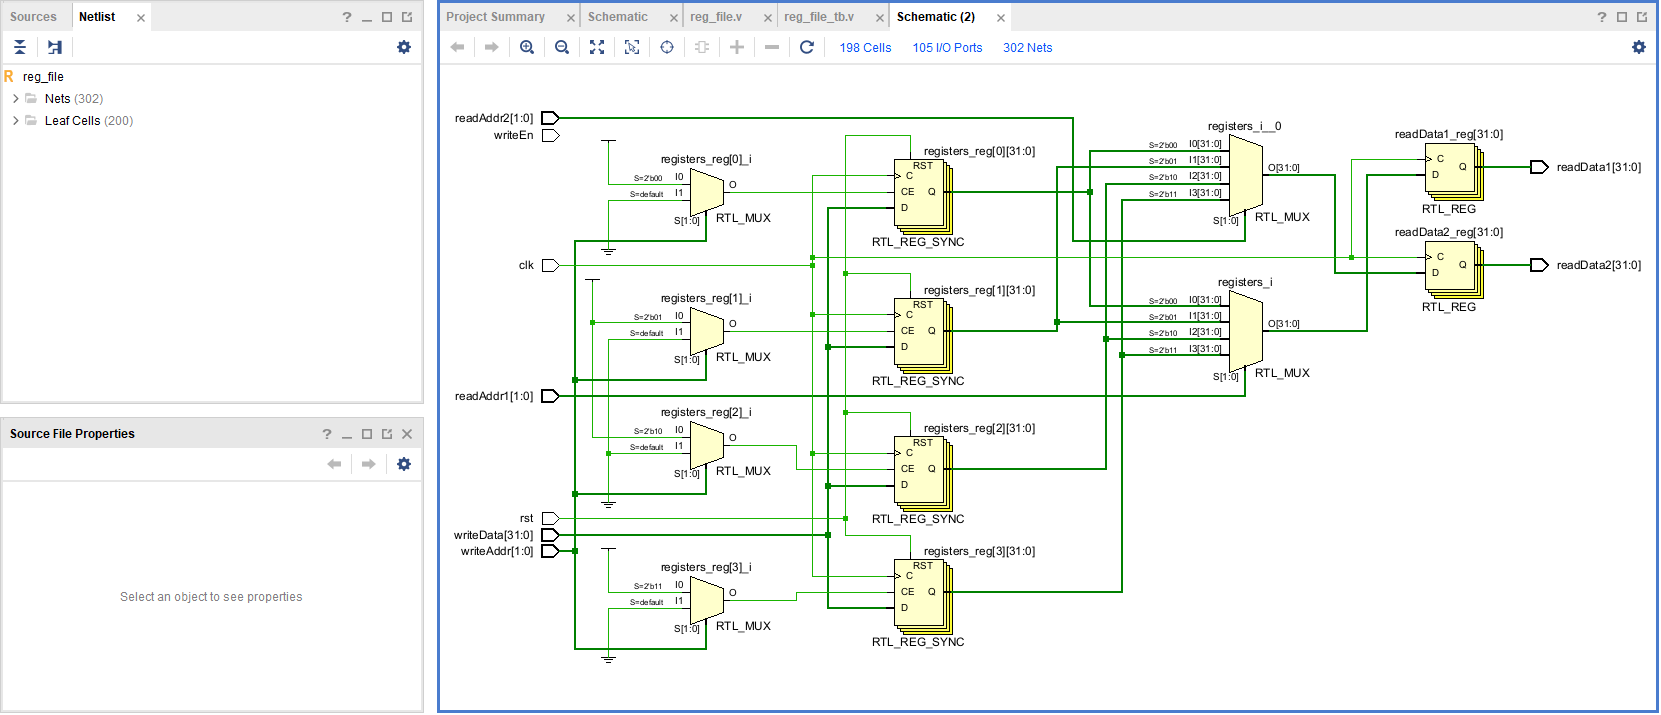 Sources
Netlist
reg_file
Nets (302)
Leaf Cells (200)
Source File Properties
Select an object to see properties
Project Summary
Schematic
reg_file.v
reg_file_tb.v
Schematic (2)
198 Cells
105 I/O Ports
302 Nets
readAddr2[1:0]
writeEn
clk
readAddr1[1:0]
rst
writeData[31:0]
writeAddr[1:0]
registers_reg[0]_i
S=2'b00 I0
S=default I1
S[1:0]
O
RTL_MUX
registers_reg[1]_i
S=2'b01 I0
S=default I1
S[1:0]
O
RTL_MUX
registers_reg[2]_i
S=2'b10 I0
S=default I1
S[1:0]
O
RTL_MUX
registers_reg[3]_i
S=2'b11 I0
S=default I1
S[1:0]
O
RTL_MUX
registers_reg[0][31:0]
RST
C
CE Q
D
RTL_REG_SYNC
registers_reg[1][31:0]
RST
C
CE Q
D
RTL_REG_SYNC
registers_reg[2][31:0]
RST
C
CE Q
D
RTL_REG_SYNC
registers_reg[3][31:0]
RST
C
CE Q
D
RTL_REG_SYNC
registers_i__0
S=2'b00 I0[31:0]
S=2'b01 I1[31:0]
S=2'b10 I2[31:0]
S=2'b11 I3[31:0]
S[1:0]
O[31:0]
RTL_MUX
registers_i
S=2'b00 I0[31:0]
S=2'b01 I1[31:0]
S=2'b10 I2[31:0]
S=2'b11 I3[31:0]
S[1:0]
O[31:0]
RTL_MUX
readData1_reg[31:0]
C
Q
D
RTL_REG
readData1[31:0]
readData2_reg[31:0]
C
Q
D
RTL_REG
readData2[31:0]